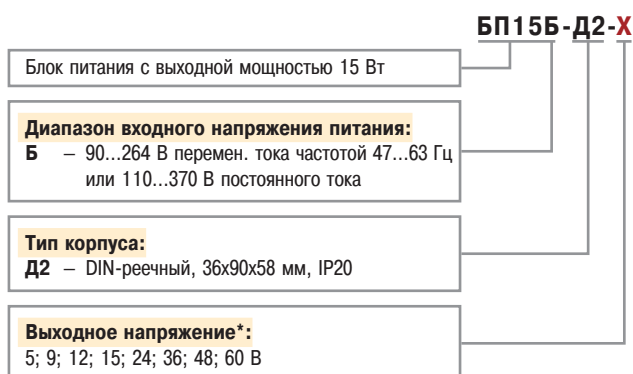 БП15Б-Д2-Х
Блок питания с выходной мощностью 15 Вт
Диапазон входного напряжения питания:
Б – 90...264 В перемен. тока частотой 47...63 Гц
или 110...370 В постоянного тока
Тип корпуса:
Д2 – DIN-реечный, 36х90х58 мм, IP20
Выходное напряжение*:
5; 9; 12; 15; 24; 36; 48; 60 В